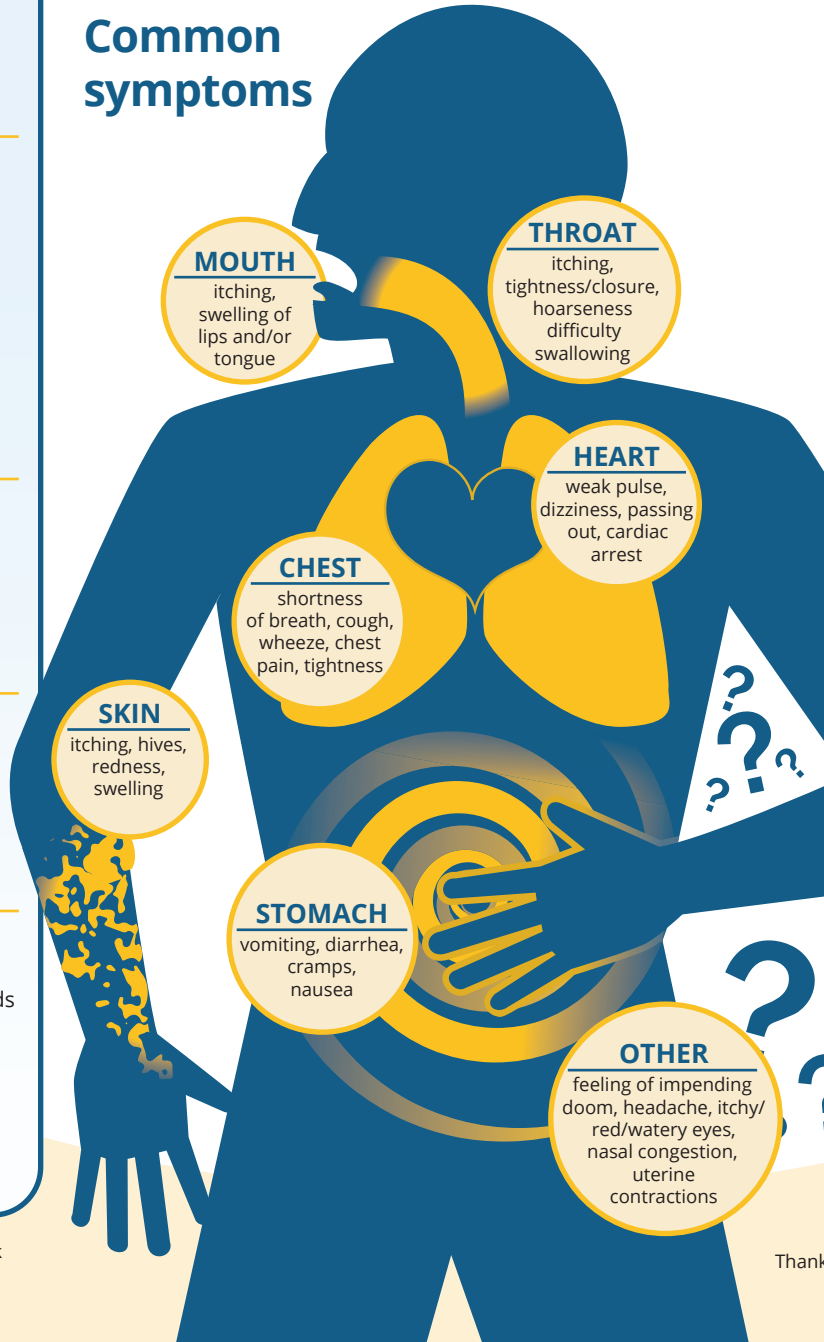 Common
symptoms
MOUTH
itching,
swelling of
lips and/or
tongue
THROAT
itching,
tightness/closure,
hoarseness
difficulty
swallowing
HEART
weak pulse,
dizziness, passing
out, cardiac
arrest
CHEST
shortness
of breath, cough,
wheeze, chest
pain, tightness
SKIN
itching, hives,
redness,
swelling
?
?
?
?
STOMACH
vomiting, diarrhea,
cramps,
nausea
?
?
OTHER
feeling of impending
doom, headache, itchy/
red/watery eyes,
nasal congestion,
uterine
contractions
Thank